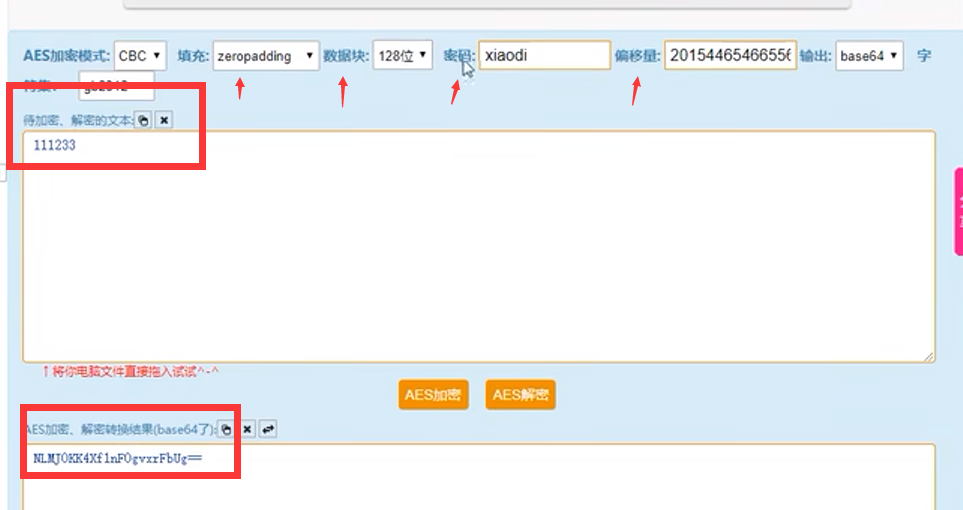 AES加密模式: CBC 填充: zeropadding 数据块: 128位 密码: xiaodi 偏移量: 2015446546655 输出: base64 字
符集: gb2312
待加密、解密的文本:
111233
↑将你电脑文件直接拖入试试^-^
AES加密 AES解密
AES加密、解密转换结果(base64了):
NLMJOKK4Xf1nFOgvxrFbUg==